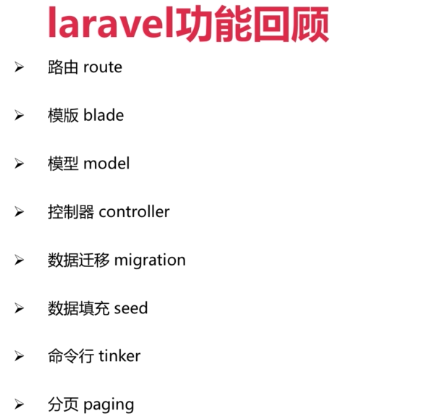 laravel功能回顾
路由 route
模版 blade
模型 model
控制器 controller
数据迁移 migration
数据填充 seed
命令行 tinker
分页 paging